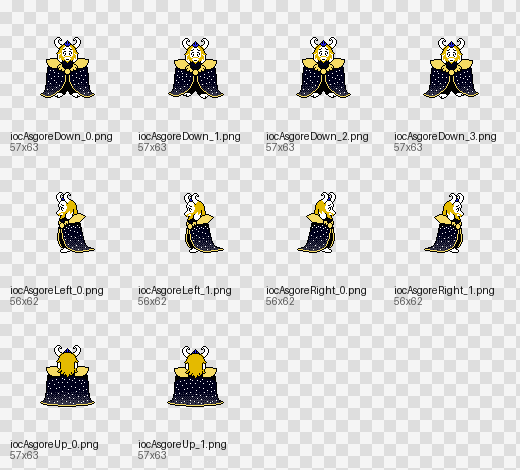 iocAsgoreDown_0.png iocAsgoreDown_1.png iocAsgoreDown_2.png iocAsgoreDown_3.png
57x63 57x63 57x63 57x63
iocAsgoreLeft_0.png iocAsgoreLeft_1.png iocAsgoreRight_0.png iocAsgoreRight_1.png
56x62 56x62 56x62 56x62
iocAsgoreUp_0.png iocAsgoreUp_1.png
57x63 57x63